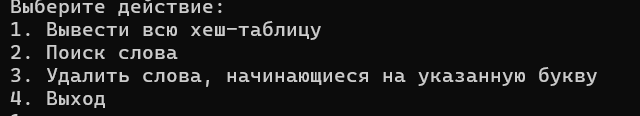 Выберите действие:
1. Вывести всю хеш-таблицу
2. Поиск слова
3. Удалить слова, начинающиеся на указанную букву
4. Выход